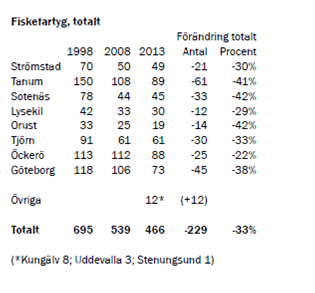 Fisketartyg, totalt
Förändring totalt
1998 2008 2013 Antal Procent
Strömstad 70 50 49 -21 -30%
Tanum 150 108 89 -61 -41%
Sotenäs 78 44 45 -33 -42%
Lysekil 42 33 30 -12 -29%
Orust 33 25 19 -14 -42%
Tjörn 91 61 61 -30 -33%
Öckerö 113 112 88 -25 -22%
Göteborg 118 106 73 -45 -38%
Övriga 12* (+12)
Totalt 695 539 466 -229 -33%
(*Kungälv 8; Uddevalla 3; Stenungsund 1)